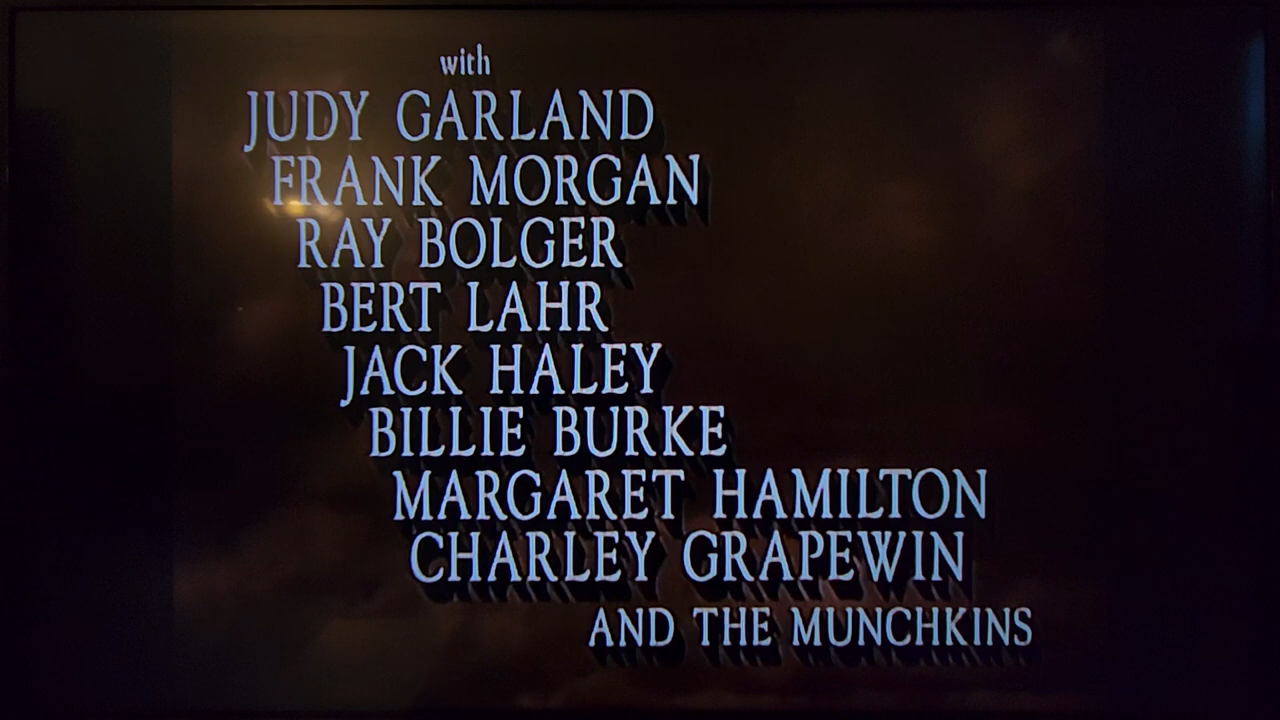 with
JUDY GARLAND
FRANK MORGAN
RAY BOLGER
BERT LAHR
JACK HALEY
BILLIE BURKE
MARGARET HAMILTON
CHARLEY GRAPEWIN
AND THE MUNCHKINS